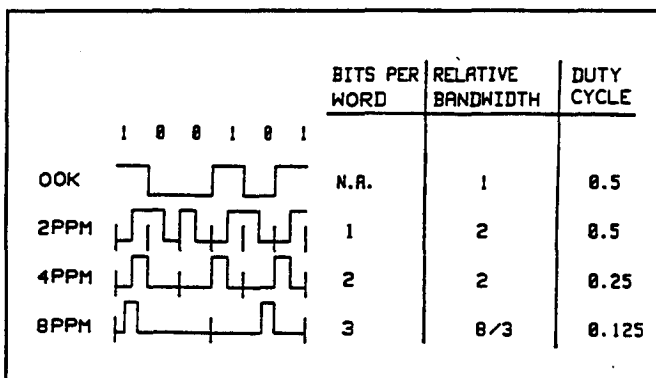 BITS PER RELATIVE DUTY
WORD BANDWIDTH CYCLE
1 0 0 1 0 1
OOK N.A. 1 0.5
2PPM 1 2 0.5
4PPM 2 2 0.25
8PPM 3 8/3 0.125